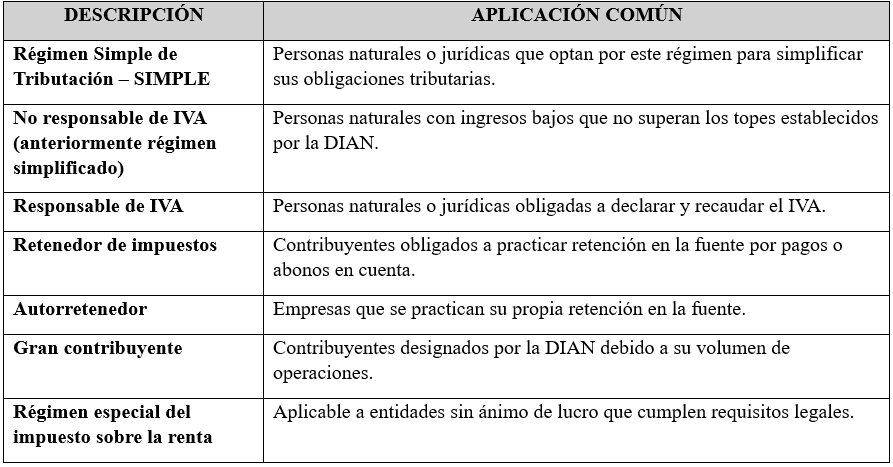 DESCRIPCIÓN
APLICACIÓN COMÚN
Régimen Simple de
Tributación – SIMPLE
Personas naturales o jurídicas que optan por este régimen para simplificar
sus obligaciones tributarias.
No responsable de IVA
(anteriormente régimen
simplificado)
Personas naturales con ingresos bajos que no superan los topes establecidos
por la DIAN.
Responsable de IVA
Personas naturales o jurídicas obligadas a declarar y recaudar el IVA.
Retenedor de impuestos
Contribuyentes obligados a practicar retención en la fuente por pagos o
abonos en cuenta.
Autorretenedor
Empresas que se practican su propia retención en la fuente.
Gran contribuyente
Contribuyentes designados por la DIAN debido a su volumen de
operaciones.
Régimen especial del
impuesto sobre la renta
Aplicable a entidades sin ánimo de lucro que cumplen requisitos legales.